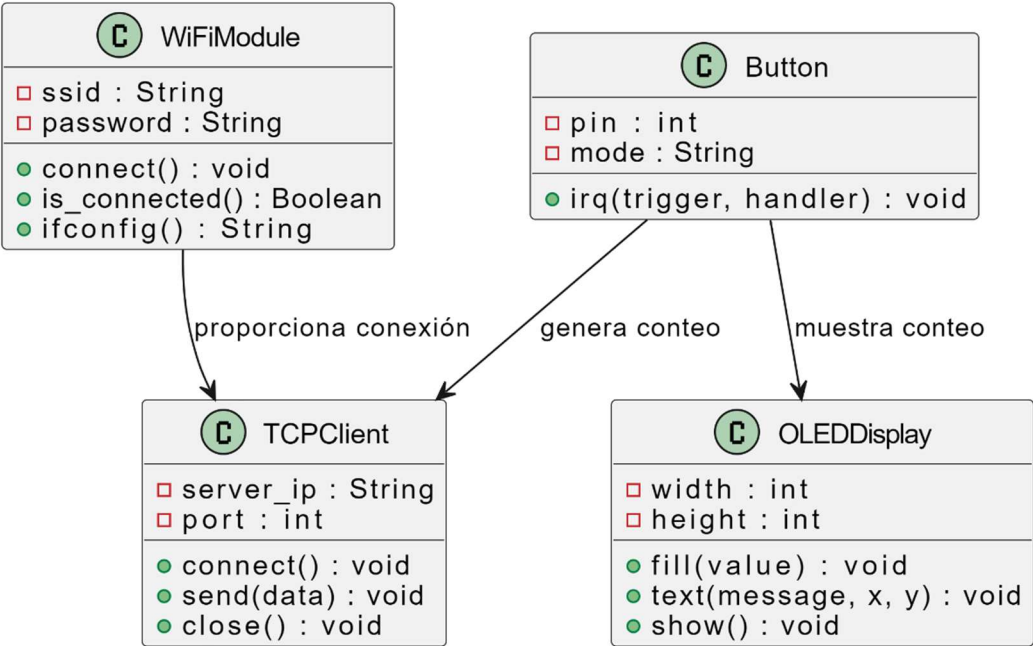 C WiFiModule
ssid : String
password : String
connect() : void
is_connected() : Boolean
ifconfig() : String
C Button
pin : int
mode : String
irq(trigger, handler) : void
proporciona conexión
genera conteo
muestra conteo
C TCPClient
server_ip : String
port : int
connect() : void
send(data) : void
close() : void
C OLEDDisplay
width : int
height : int
fill(value) : void
text(message, x, y) : void
show() : void